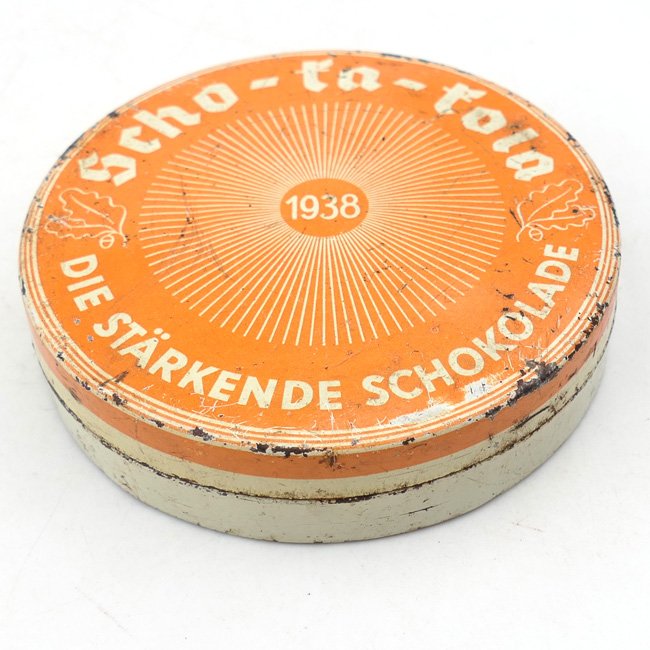 Scho-ka-kola
1938
DIE STÄRKENDE SCHOKOLADE